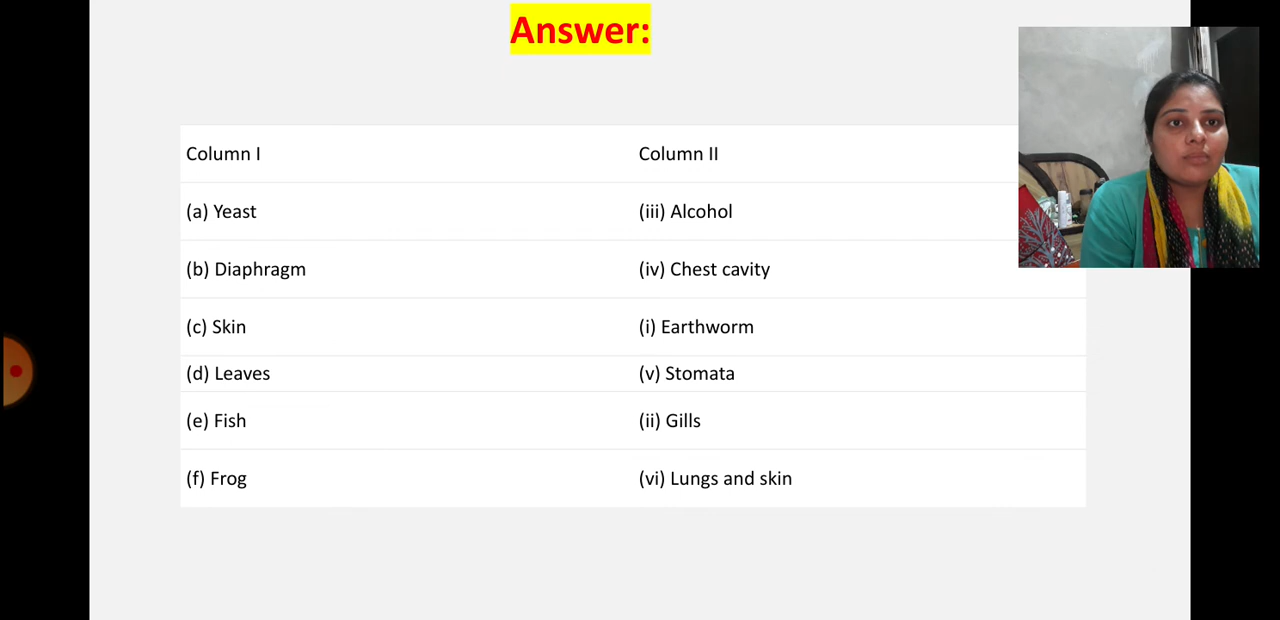 Answer:
Column I Column II
(a) Yeast (iii) Alcohol
(b) Diaphragm (iv) Chest cavity
(c) Skin (i) Earthworm
(d) Leaves (v) Stomata
(e) Fish (ii) Gills
(f) Frog (vi) Lungs and skin